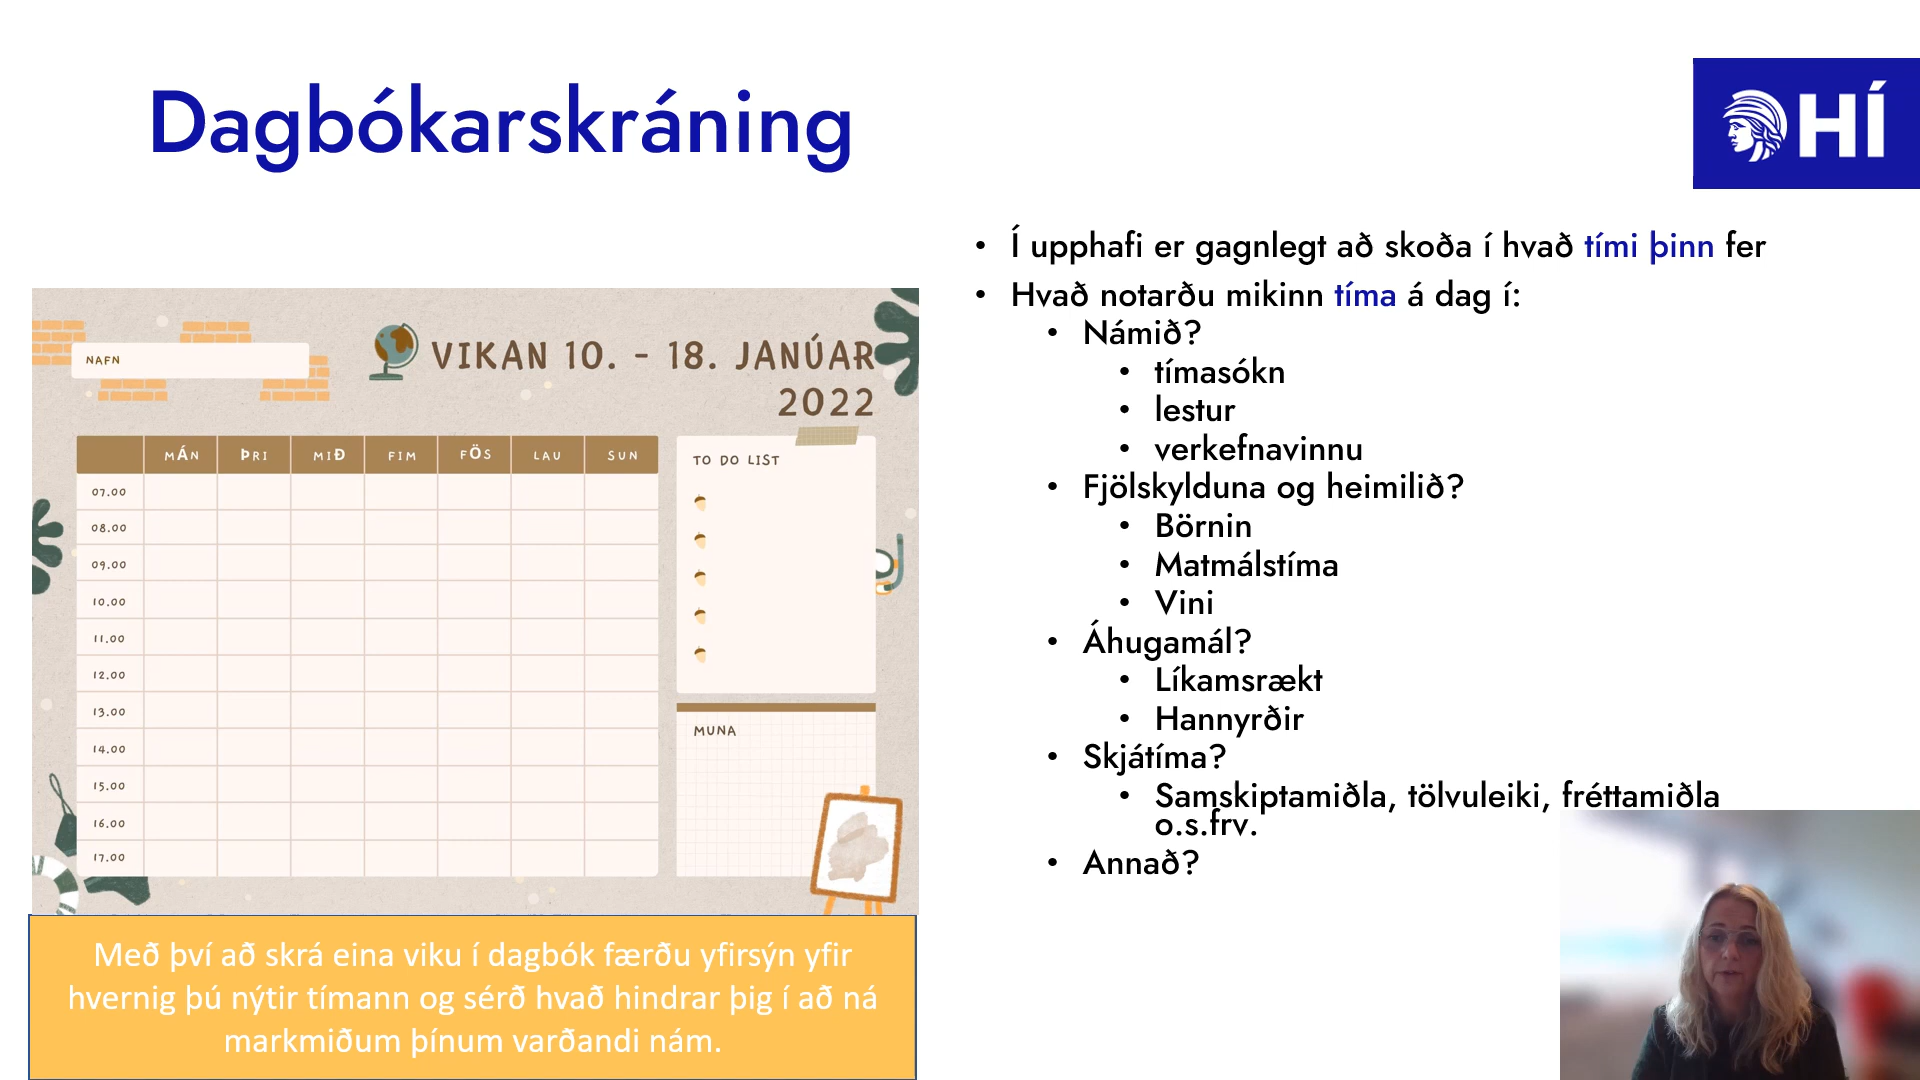 Dagbókarskráning
HÍ
NAFN
VIKAN 10. - 18. JANÚAR
2022
MÁN ÞRI MIÐ FIM FÖS LAU SUN
07.00
08.00
09.00
10.00
11.00
12.00
13.00
14.00
15.00
16.00
17.00
TO DO LIST
MUNA
Með því að skrá eina viku í dagbók færðu yfirsýn yfir
hvernig þú nýtir tímann og sérð hvað hindrar þig í að ná
markmiðum þínum varðandi nám.
• Í upphafi er gagnlegt að skoða í hvað tími þinn fer
• Hvað notarðu mikinn tíma á dag í:
• Námið?
• tímasókn
• lestur
• verkefnavinnu
• Fjölskylduna og heimilið?
• Börnin
• Matmálstíma
• Vini
• Áhugamál?
• Líkamsrækt
• Hannyrðir
• Skjátíma?
• Samskiptamiðla, tölvuleiki, fréttamiðla
o.s.frv.
• Annað?